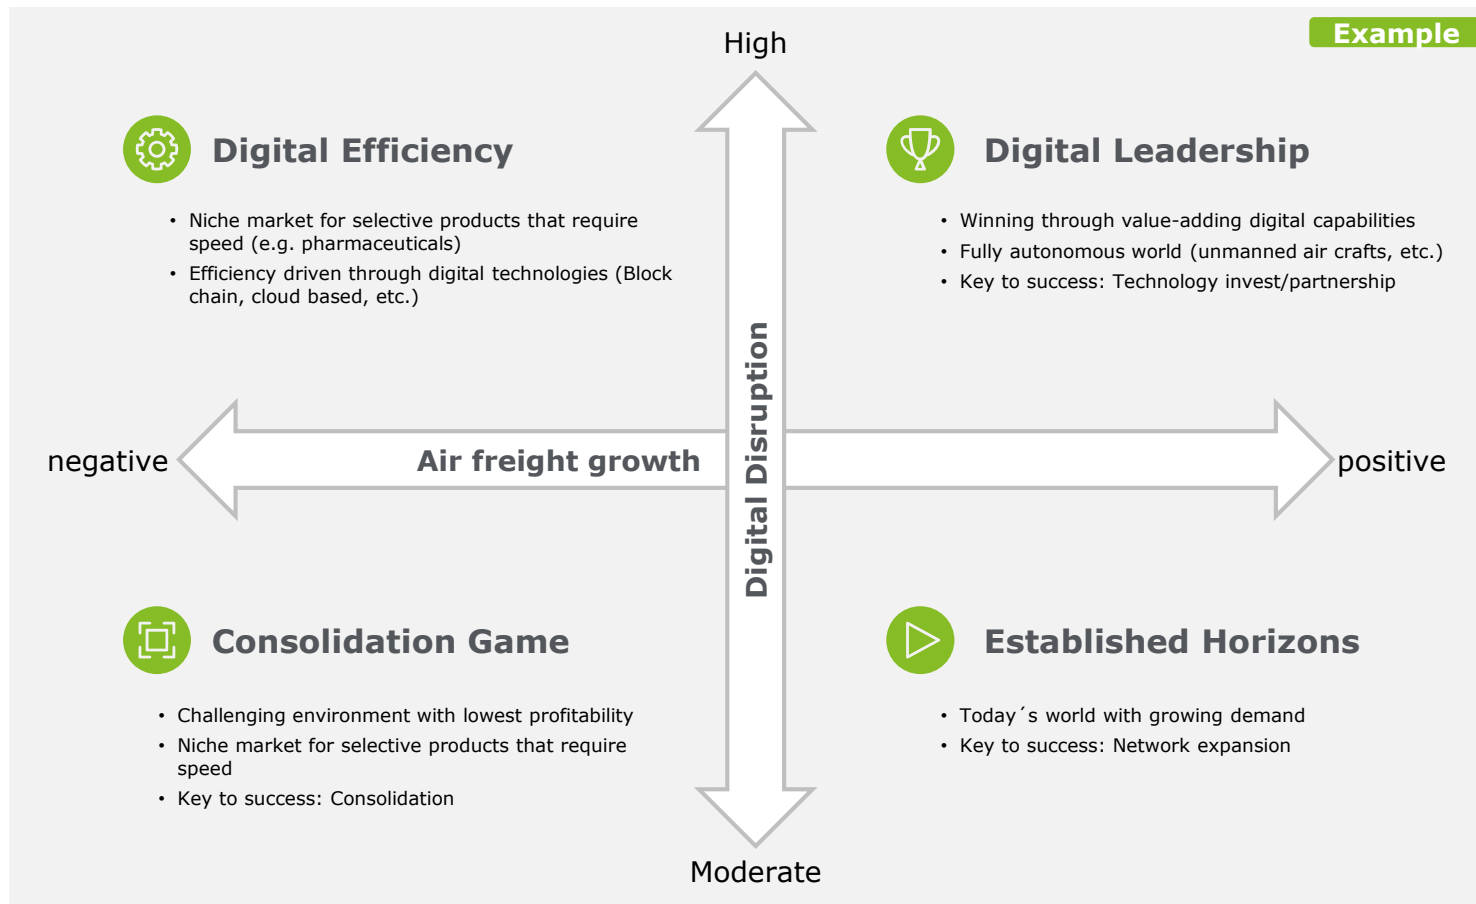 Example
High
Digital Efficiency
• Niche market for selective products that require
speed (e.g. pharmaceuticals)
• Efficiency driven through digital technologies (Block
chain, cloud based, etc.)
Digital Leadership
• Winning through value-adding digital capabilities
• Fully autonomous world (unmanned air crafts, etc.)
• Key to success: Technology invest/partnership
negative
Air freight growth
Digital Disruption
positive
Consolidation Game
• Challenging environment with lowest profitability
• Niche market for selective products that require
speed
• Key to success: Consolidation
Established Horizons
• Today´s world with growing demand
• Key to success: Network expansion
Moderate